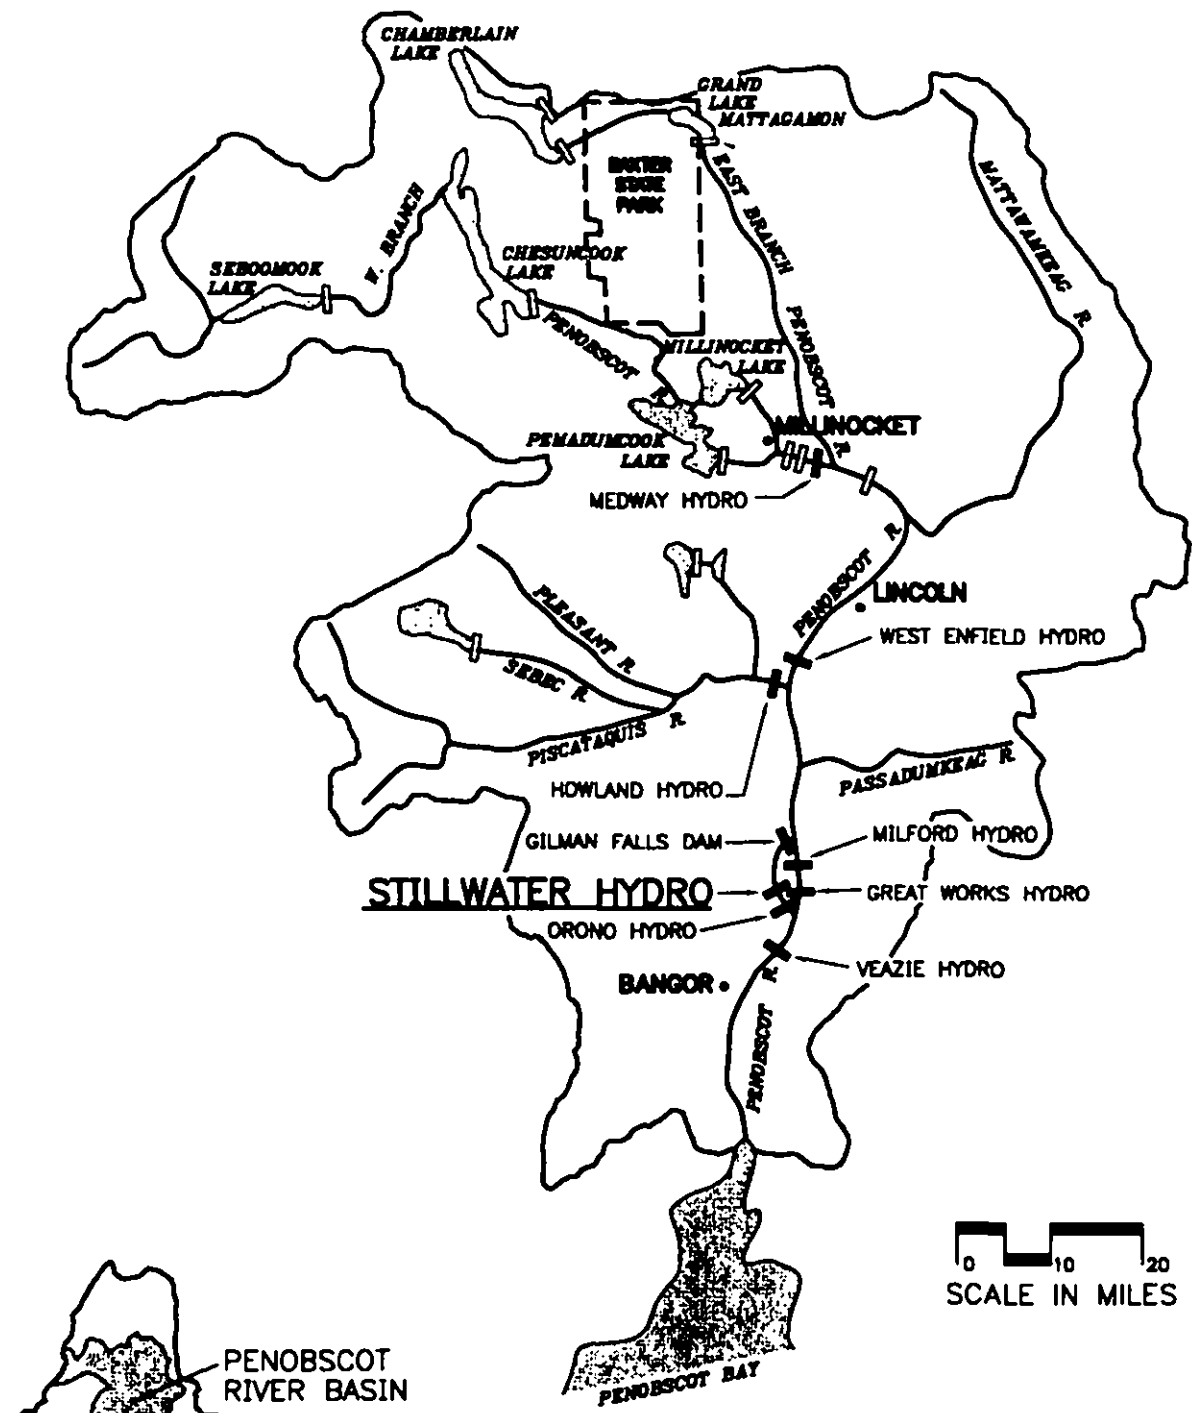 CHAMBERLAIN
LAKE
GRAND
LAKE
MATTAGAMON
BAXTER
STATE
PARK
EAST BRANCH
PENOBSCOT
R.
MATTAWAMKEAG R.
W. BRANCH
SEBOOMOOK
LAKE
CHESUNCOOK
LAKE
PENOBSCOT R.
MILLINOCKET
LAKE
MILLINOCKET
PEMADUMCOOK
LAKE
MEDWAY HYDRO
PENOBSCOT R.
LINCOLN
PLEASANT R.
WEST ENFIELD HYDRO
SEBEC R.
PISCATAQUIS R.
HOWLAND HYDRO
PASSADUMKEAG R.
GILMAN FALLS DAM
MILFORD HYDRO
STILLWATER HYDRO
GREAT WORKS HYDRO
ORONO HYDRO
VEAZIE HYDRO
BANGOR
PENOBSCOT R.
0 10 20
SCALE IN MILES
PENOBSCOT
RIVER BASIN
PENOBSCOT BAY